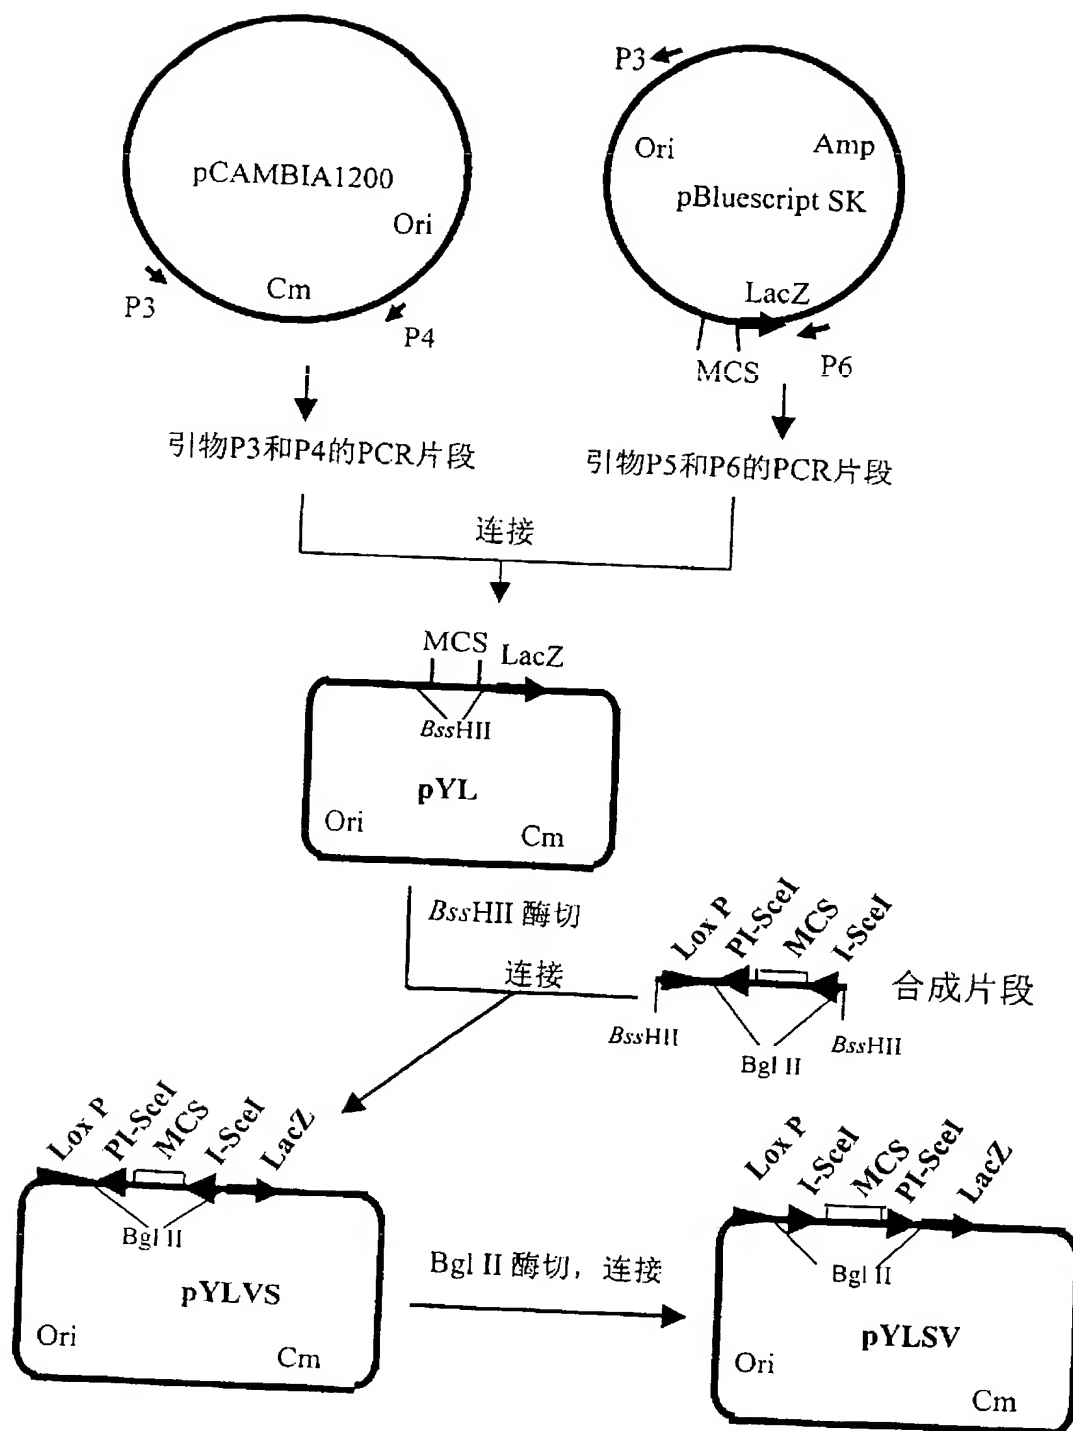 pCAMBIA1200
Ori
Cm
P3
P4
P3
Ori
Amp
pBluescript SK
LacZ
MCS
P6
引物P3和P4的PCR片段
引物P5和P6的PCR片段
连接
MCS
LacZ
BssHII
pYL
Ori
Cm
BssHII 酶切
连接
Lox P
PI-SceI
MCS
I-SceI
合成片段
BssHII
Bgl II
BssHII
Lox P
PI-SceI
MCS
I-SceI
LacZ
Bgl II
pYLVS
Ori
Cm
Bgl II 酶切，连接
Lox P
I-SceI
MCS
PI-SceI
LacZ
Bgl II
pYLSV
Ori
Cm